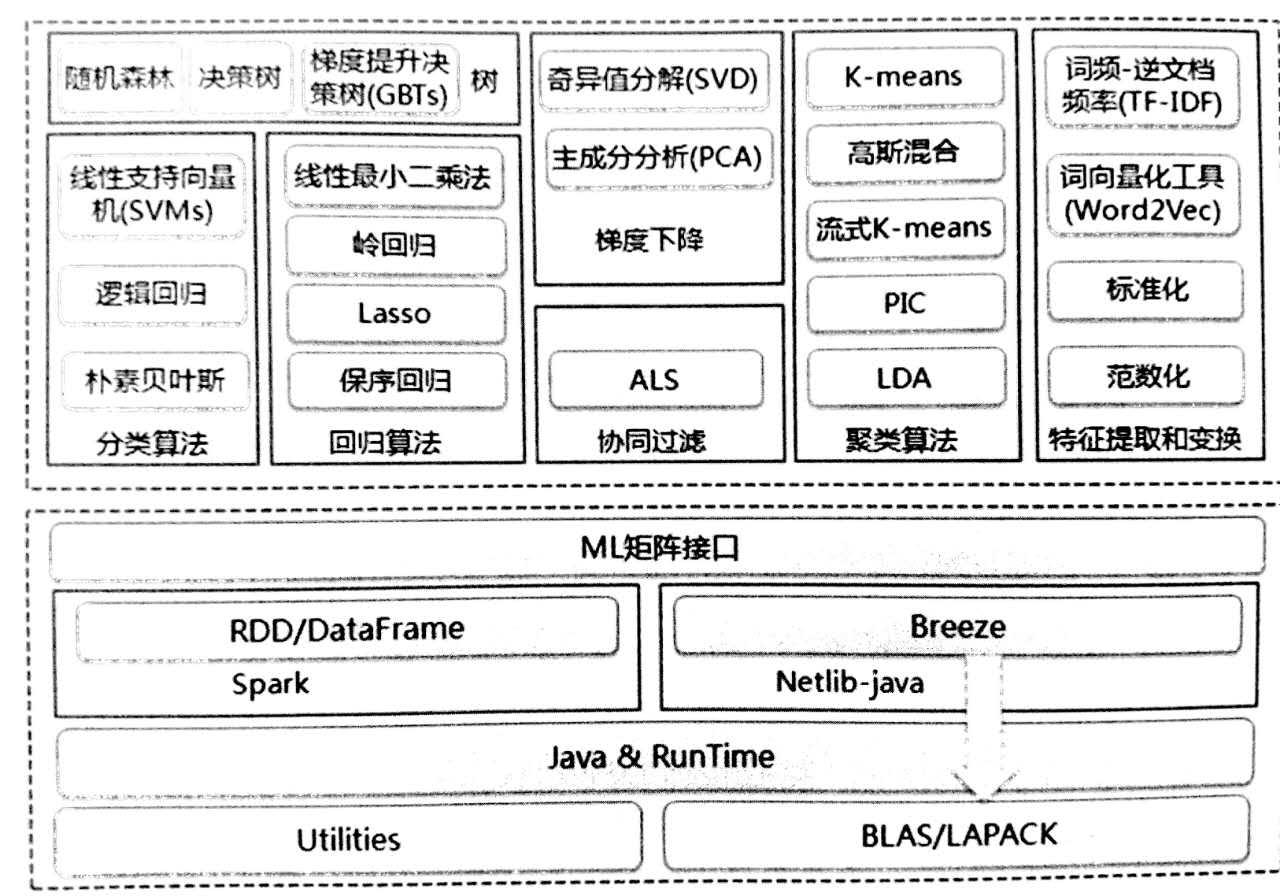 随机森林
决策树
梯度提升决
策树(GBTs)
树
线性支持向量
机(SVMs)
逻辑回归
朴素贝叶斯
分类算法
线性最小二乘法
岭回归
Lasso
保序回归
回归算法
奇异值分解(SVD)
主成分分析(PCA)
梯度下降
ALS
协同过滤
K-means
高斯混合
流式K-means
PIC
LDA
聚类算法
词频-逆文档
频率(TF-IDF)
词向量化工具
(Word2Vec)
标准化
范数化
特征提取和变换
ML矩阵接口
RDD/DataFrame
Spark
Breeze
Netlib-java
Java & RunTime
Utilities
BLAS/LAPACK